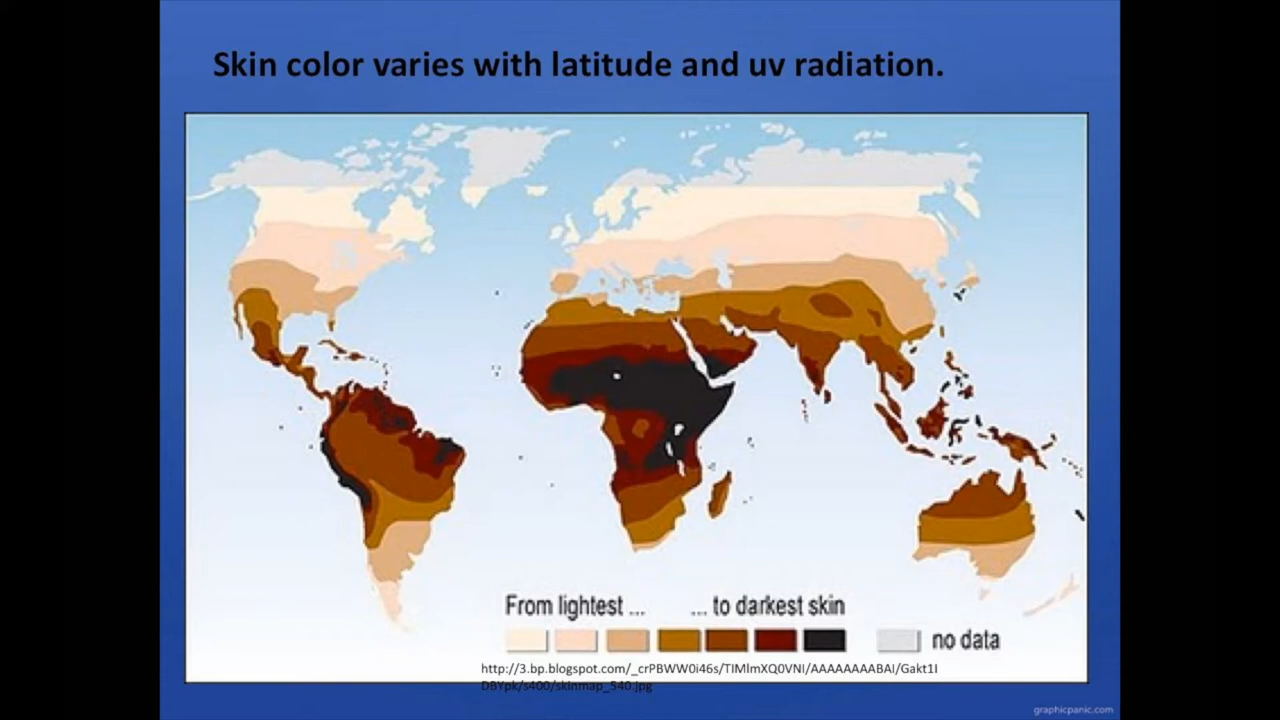 Skin color varies with latitude and uv radiation.
From lightest ... ... to darkest skin
no data
http://3.bp.blogspot.com/_crPBWW0i46s/TIMlmXQ0VNI/AAAAAAAABAI/Gakt1I
DBYpk/s400/skinmap_540.jpg
graphicpanic.com